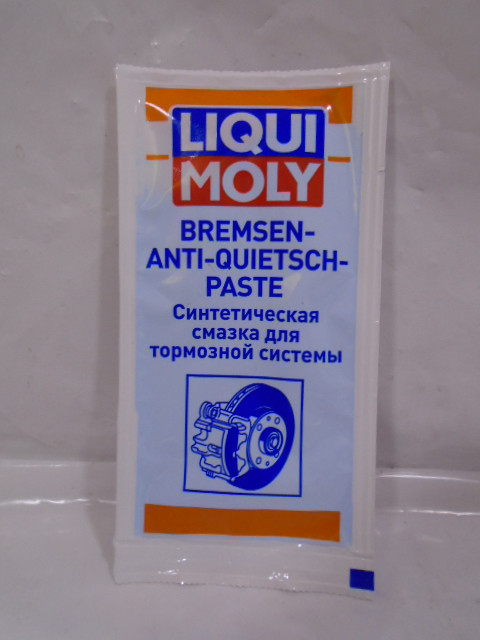 LIQUI
MOLY
BREMSEN-
ANTI-QUIETSCH-
PASTE
Синтетическая
смазка для
тормозной системы